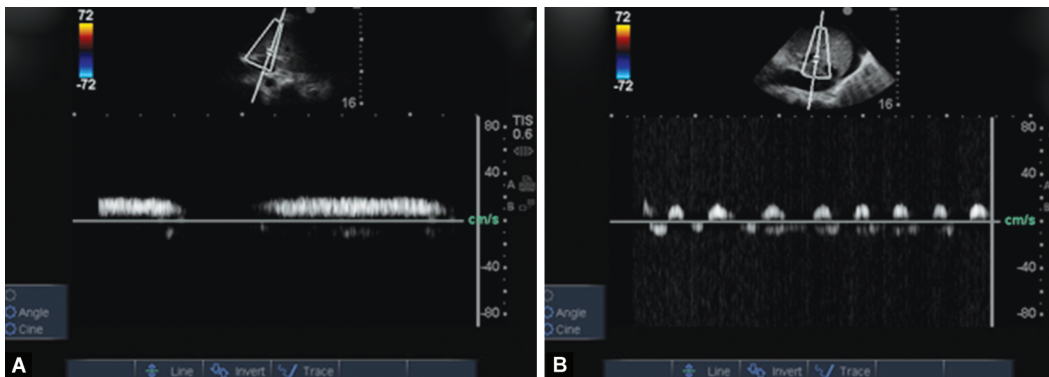 72
-72
16
TIS
0.6
80
40
A
B
cm/s
-40
-80
Angle
Cine
Line
Invert
Trace
A
72
-72
16
80
40
A
B
cm/s
-40
-80
Angle
Cine
Line
Invert
Trace
B